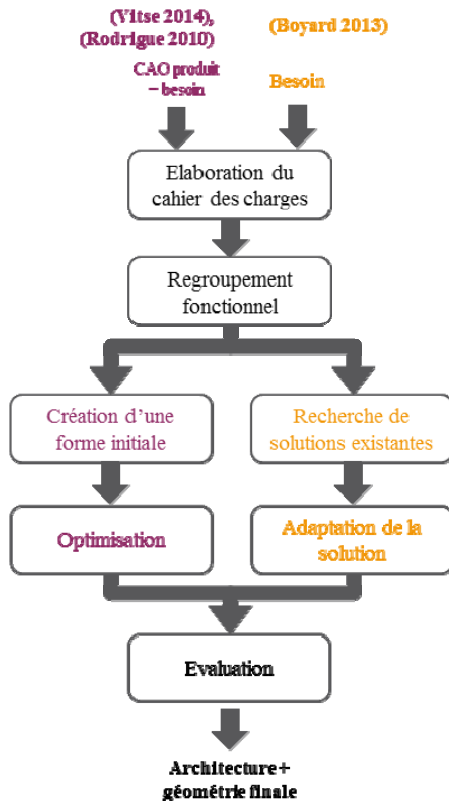 (Vitse 2014),
(Rodrigue 2010)
(Boyard 2013)
CAO produit
– besoin
Besoin
Elaboration du
cahier des charges
Regroupement
fonctionnel
Création d’une
forme initiale
Recherche de
solutions existantes
Optimisation
Adaptation de la
solution
Evaluation
Architecture +
géométrie finale